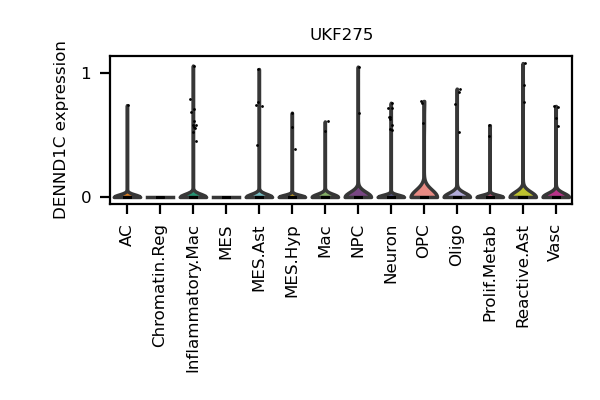 UKF275
DENND1C expression
1
0
AC
Chromatin.Reg
Inflammatory.Mac
MES
MES.Ast
MES.Hyp
Mac
NPC
Neuron
OPC
Oligo
Prolif.Metab
Reactive.Ast
Vasc